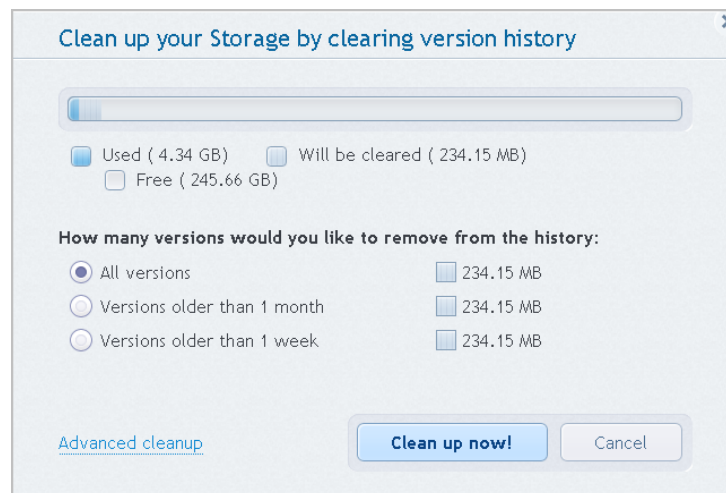 Clean up your Storage by clearing version history
Used ( 4.34 GB) Will be cleared ( 234.15 MB)
Free ( 245.66 GB)
How many versions would you like to remove from the history:
All versions 234.15 MB
Versions older than 1 month 234.15 MB
Versions older than 1 week 234.15 MB
Advanced cleanup Clean up now! Cancel